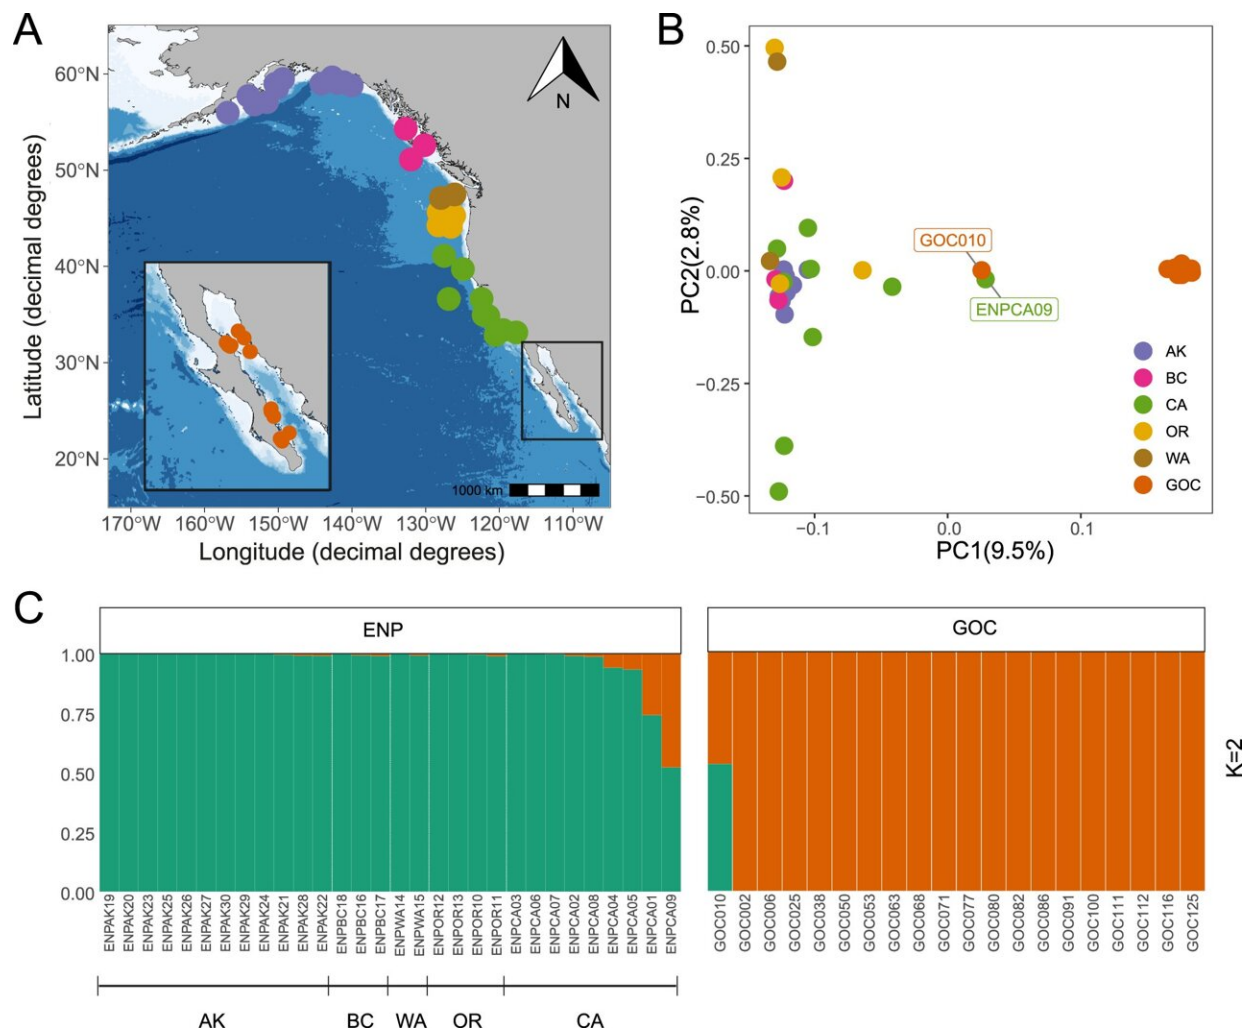 A
60°N
50°N
40°N
30°N
20°N
Latitude (decimal degrees)
N
1000 km
170°W 160°W 150°W 140°W 130°W 120°W 110°W
Longitude (decimal degrees)
B
0.50
0.25
0.00
−0.25
−0.50
PC2(2.8%)
GOC010
ENPCA09
AK
BC
CA
OR
WA
GOC
−0.1 0.0 0.1
PC1(9.5%)
C
ENP
GOC
1.00
0.75
0.50
0.25
0.00
K=2
ENPAK19
ENPAK20
ENPAK23
ENPAK25
ENPAK26
ENPAK27
ENPAK30
ENPAK29
ENPAK24
ENPAK21
ENPAK28
ENPAK22
ENPBC18
ENPBC16
ENPBC17
ENPWA14
ENPWA15
ENPOR12
ENPOR13
ENPOR10
ENPOR11
ENPCA03
ENPCA06
ENPCA07
ENPCA02
ENPCA08
ENPCA04
ENPCA05
ENPCA01
ENPCA09
GOC010
GOC002
GOC006
GOC025
GOC038
GOC050
GOC053
GOC063
GOC068
GOC071
GOC077
GOC080
GOC082
GOC086
GOC091
GOC100
GOC111
GOC112
GOC116
GOC125
AK BC WA OR CA